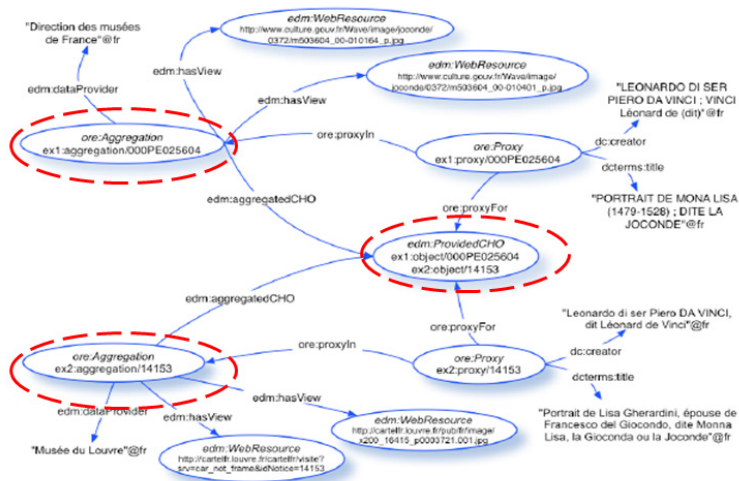 "Direction des musées
de France"@fr
edm:dataProvider
edm:WebResource
http://www.culture.gouv.fr/Wave/image/joconde/
0372/m503604_00-010164_p.jpg
edm:hasView
edm:WebResource
http://www.culture.gouv.fr/Wave/image/
joconde/0372/m503604_00-010401_p.jpg
edm:hasView
ore:Aggregation
ex1:aggregation/000PE025604
ore:proxyIn
ore:Proxy
ex1:proxy/000PE025604
"LEONARDO DI SER
PIERO DA VINCI ; VINCI
Léonard de (dit)"@fr
dc:creator
dcterms:title
"PORTRAIT DE MONA LISA
(1479-1528) ; DITE LA
JOCONDE"@fr
edm:aggregatedCHO
ore:proxyFor
edm:ProvidedCHO
ex1:object/000PE025604
ex2:object/14153
edm:aggregatedCHO
ore:proxyFor
ore:Aggregation
ex2:aggregation/14153
ore:proxyIn
ore:Proxy
ex2:proxy/14153
"Leonardo di ser Piero DA VINCI,
dit Léonard de Vinci"@fr
dc:creator
dcterms:title
"Portrait de Lisa Gherardini, épouse de
Francesco del Giocondo, dite Monna
Lisa, la Gioconda ou la Joconde"@fr
edm:dataProvider
edm:hasView
edm:hasView
"Musée du Louvre"@fr
edm:WebResource
http://cartelfr.louvre.fr/cartelfr/visite?
srv=car_not_frame&idNotice=14153
edm:WebResource
http://cartelfr.louvre.fr/pub/fr/image/
x200_16415_p0003721.001.jpg